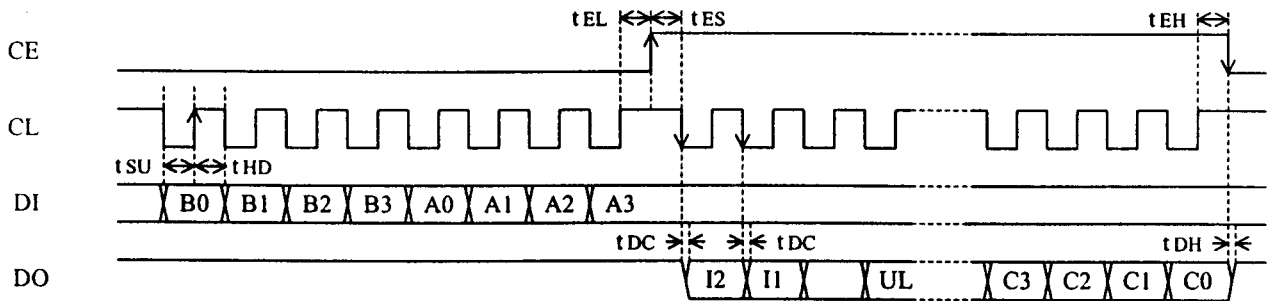 tEL tES tEH
CE
CL
tSU tHD
DI B0 B1 B2 B3 A0 A1 A2 A3
tDC tDC tDH
DO I2 I1 UL C3 C2 C1 C0